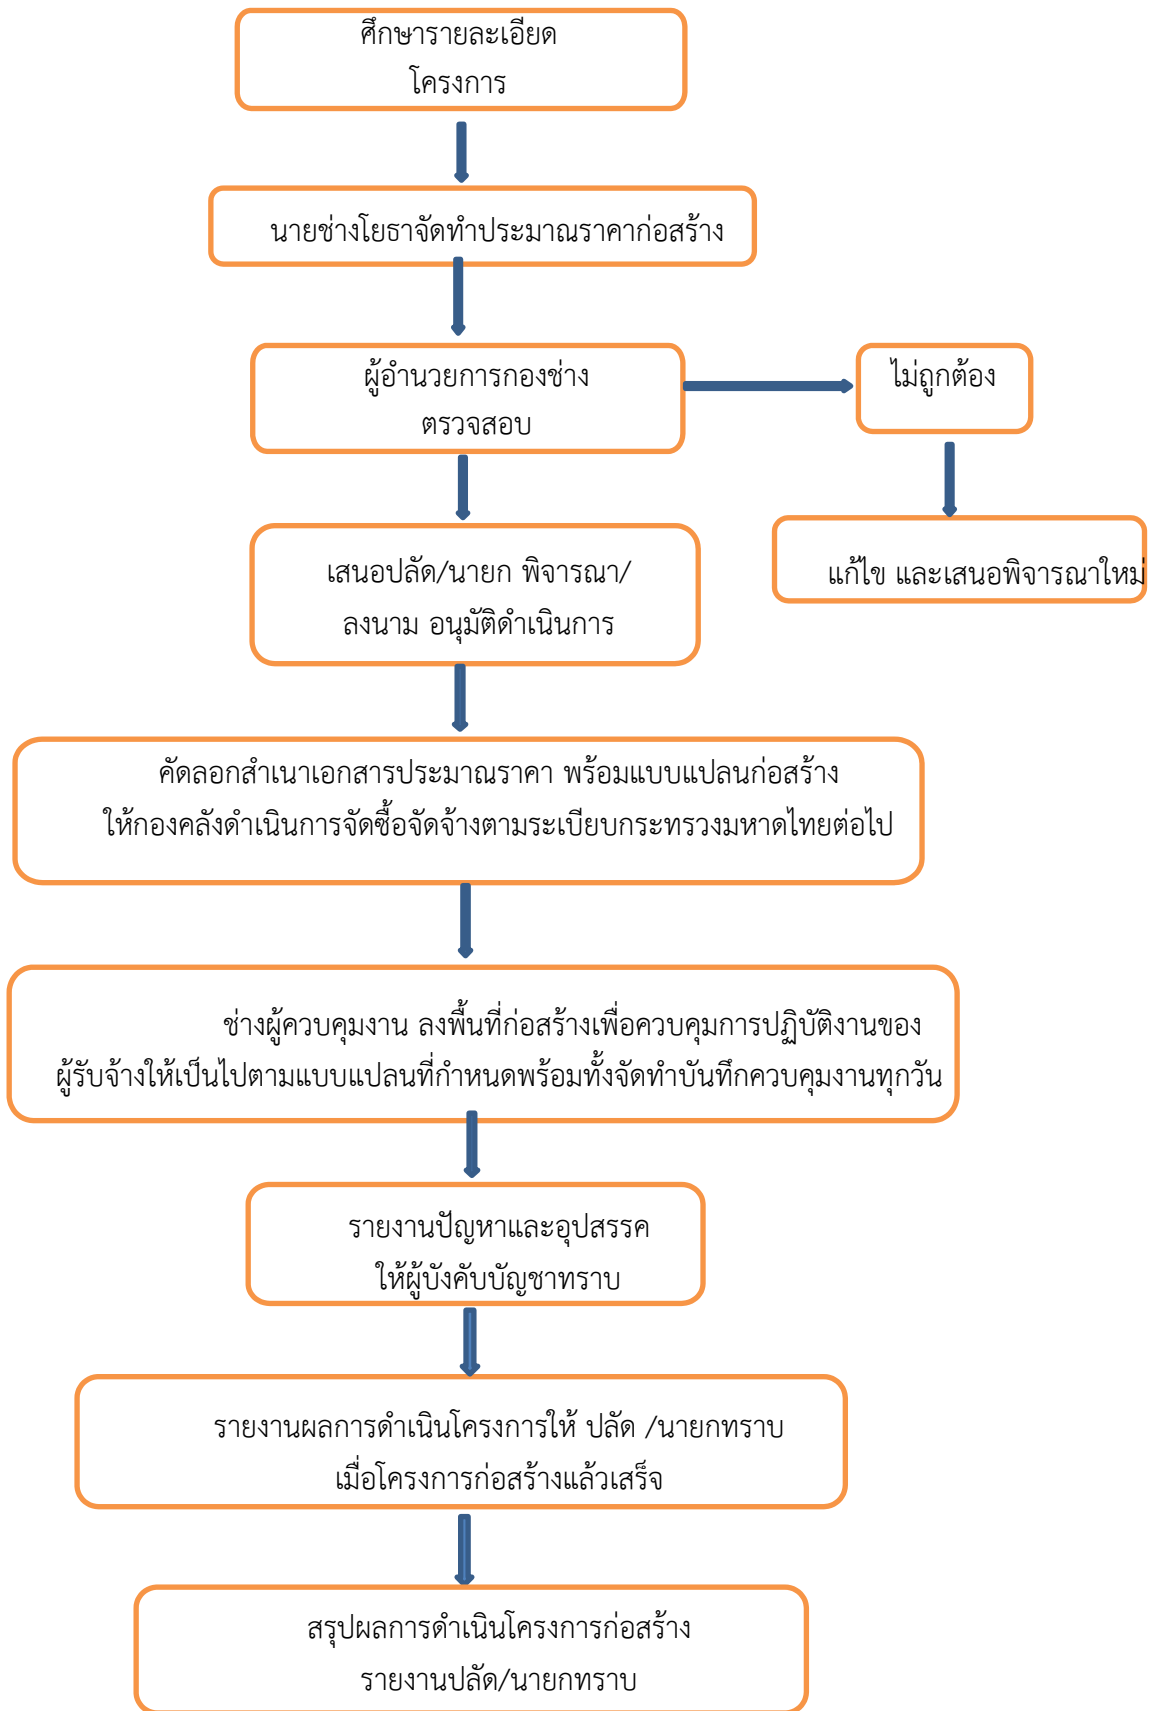 ศึกษารายละเอียด
โครงการ
นายช่างโยธาจัดทำประมาณราคาก่อสร้าง
ผู้อำนวยการกองช่าง
ตรวจสอบ
ไม่ถูกต้อง
เสนอปลัด/นายก พิจารณา/
ลงนาม อนุมัติดำเนินการ
แก้ไข และเสนอพิจารณาใหม่
คัดลอกสำเนาเอกสารประมาณราคา พร้อมแบบแปลนก่อสร้าง
ให้กองคลังดำเนินการจัดซื้อจัดจ้างตามระเบียบกระทรวงมหาดไทยต่อไป
ช่างผู้ควบคุมงาน ลงพื้นที่ก่อสร้างเพื่อควบคุมการปฏิบัติงานของ
ผู้รับจ้างให้เป็นไปตามแบบแปลนที่กำหนดพร้อมทั้งจัดทำบันทึกควบคุมงานทุกวัน
รายงานปัญหาและอุปสรรค
ให้ผู้บังคับบัญชาทราบ
รายงานผลการดำเนินโครงการให้ ปลัด /นายกทราบ
เมื่อโครงการก่อสร้างแล้วเสร็จ
สรุปผลการดำเนินโครงการก่อสร้าง
รายงานปลัด/นายกทราบ